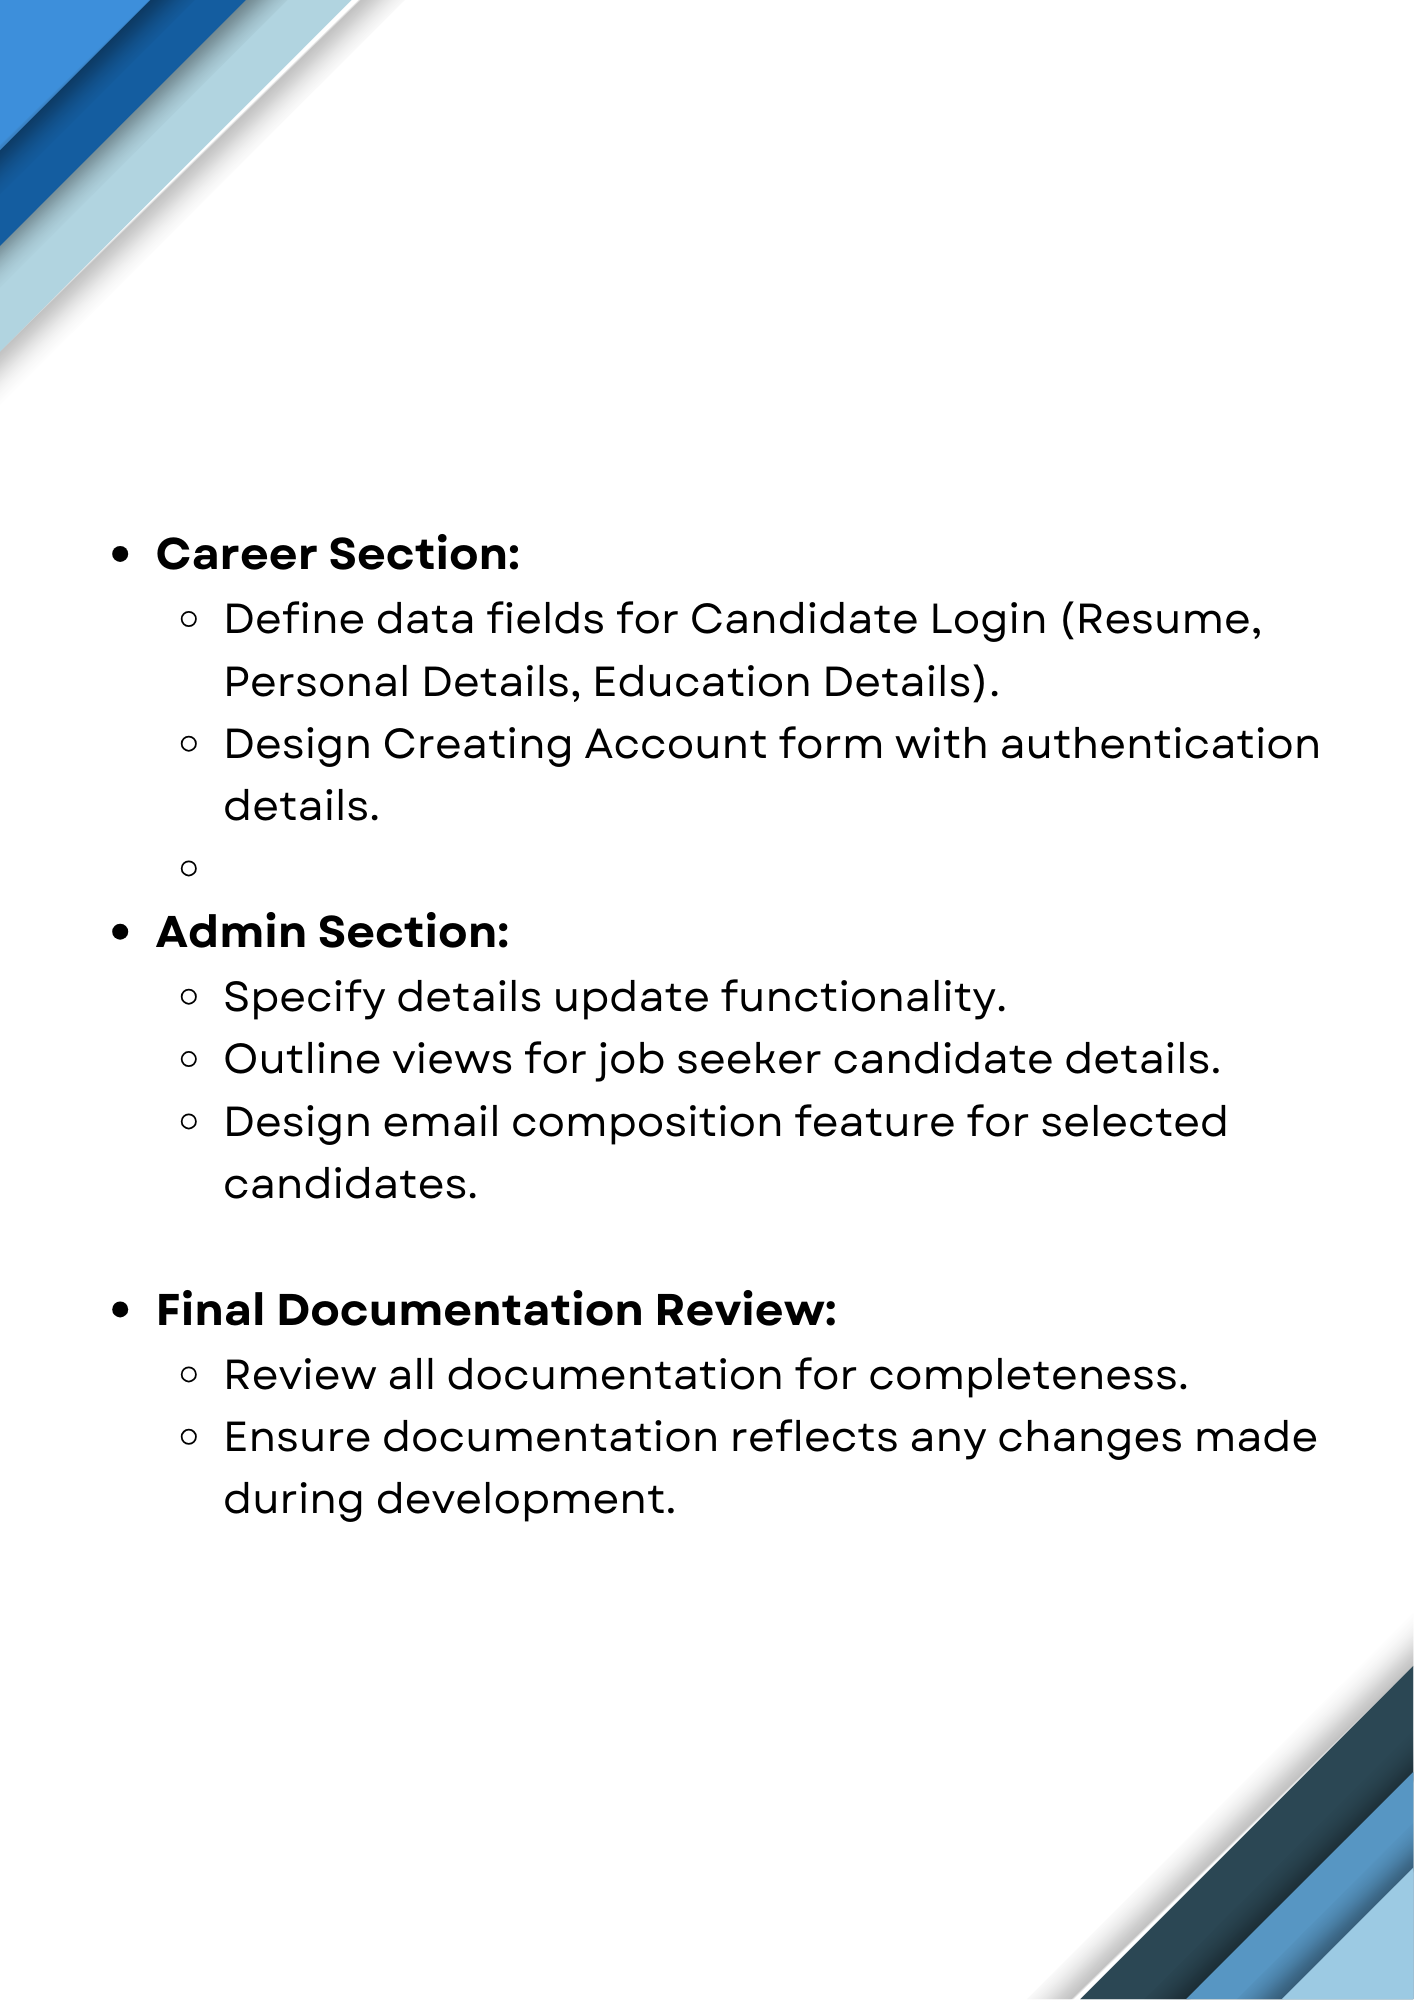 • Career Section:
○ Define data fields for Candidate Login (Resume,
Personal Details, Education Details).
○ Design Creating Account form with authentication
details.
○
• Admin Section:
○ Specify details update functionality.
○ Outline views for job seeker candidate details.
○ Design email composition feature for selected
candidates.
• Final Documentation Review:
○ Review all documentation for completeness.
○ Ensure documentation reflects any changes made
during development.